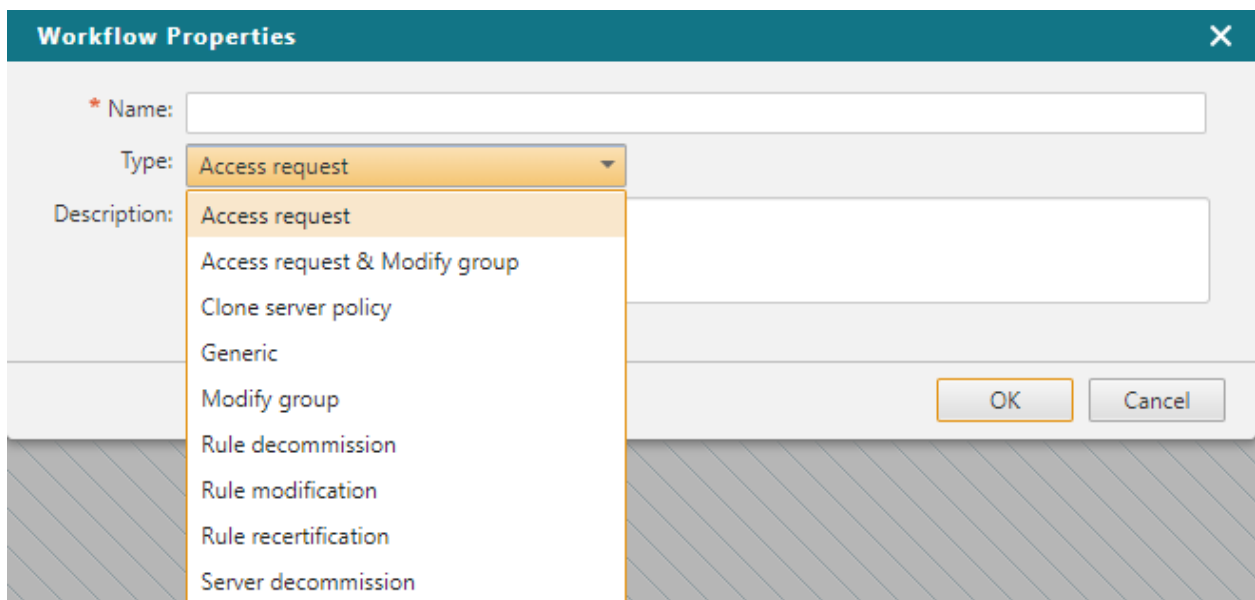 Workflow Properties
* Name:
Type: Access request
Description: Access request
Access request & Modify group
Clone server policy
Generic
Modify group
OK Cancel
Rule decommission
Rule modification
Rule recertification
Server decommission